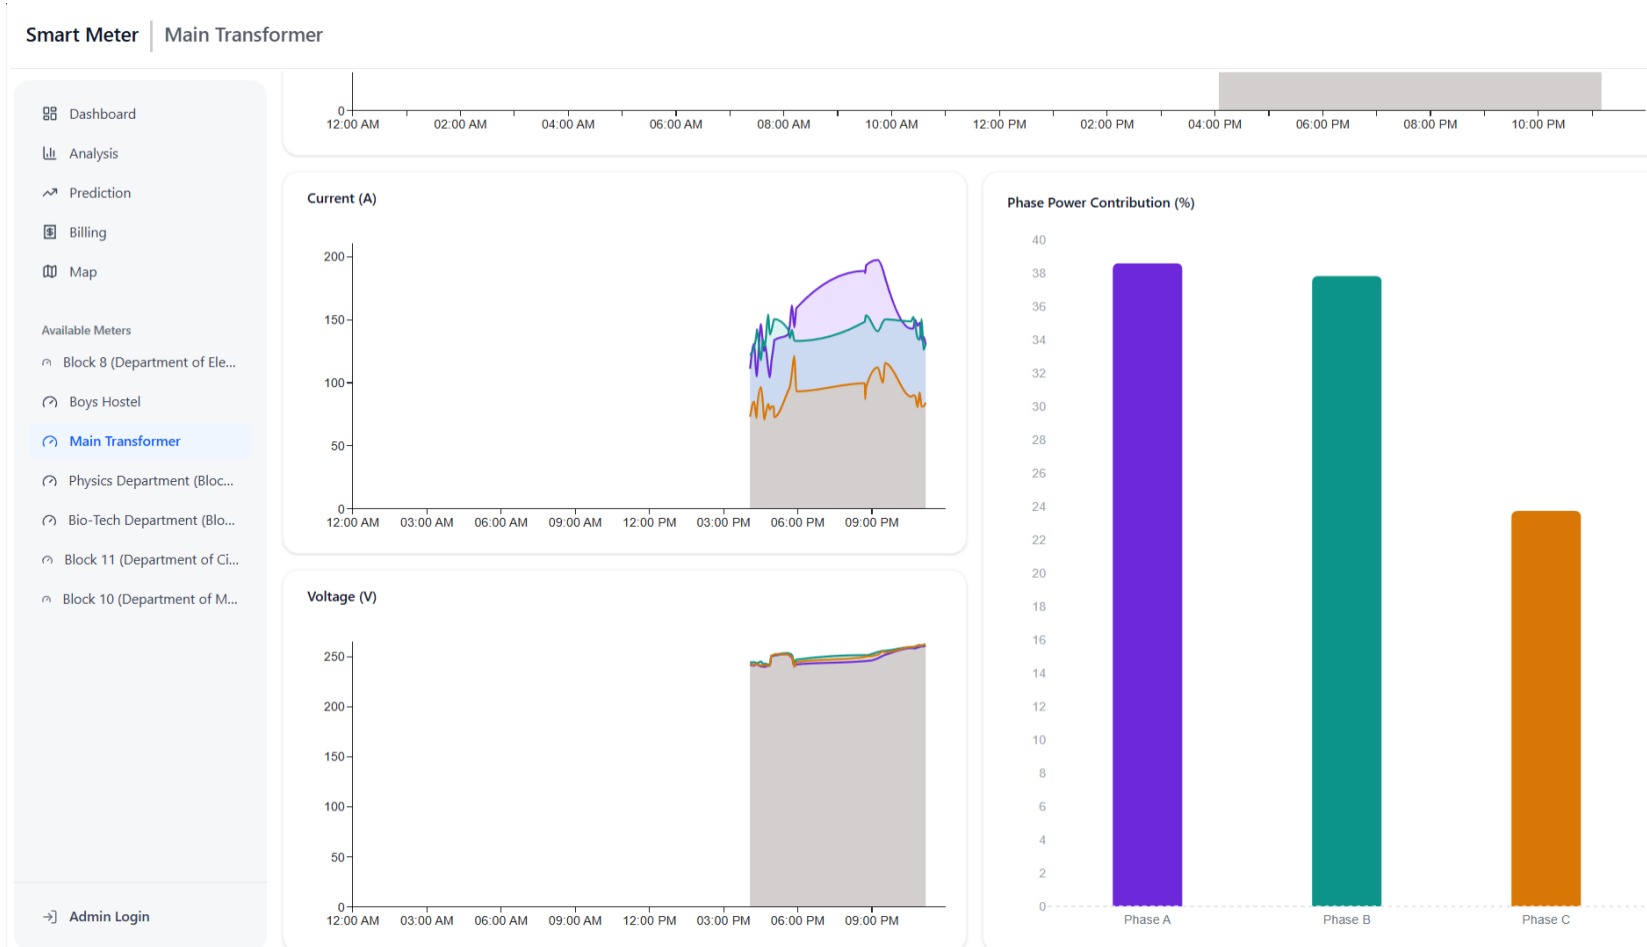 Smart Meter | Main Transformer
Dashboard
Analysis
Prediction
Billing
Map
Available Meters
Block 8 (Department of Ele...
Boys Hostel
Main Transformer
Physics Department (Bloc...
Bio-Tech Department (Blo...
Block 11 (Department of Ci...
Block 10 (Department of M...
Admin Login
0
12:00 AM 02:00 AM 04:00 AM 06:00 AM 08:00 AM 10:00 AM 12:00 PM 02:00 PM 04:00 PM 06:00 PM 08:00 PM 10:00 PM
Current (A)
200
150
100
50
0
12:00 AM 03:00 AM 06:00 AM 09:00 AM 12:00 PM 03:00 PM 06:00 PM 09:00 PM
Voltage (V)
250
200
150
100
50
0
12:00 AM 03:00 AM 06:00 AM 09:00 AM 12:00 PM 03:00 PM 06:00 PM 09:00 PM
Phase Power Contribution (%)
40
38
36
34
32
30
28
26
24
22
20
18
16
14
12
10
8
6
4
2
0
Phase A Phase B Phase C